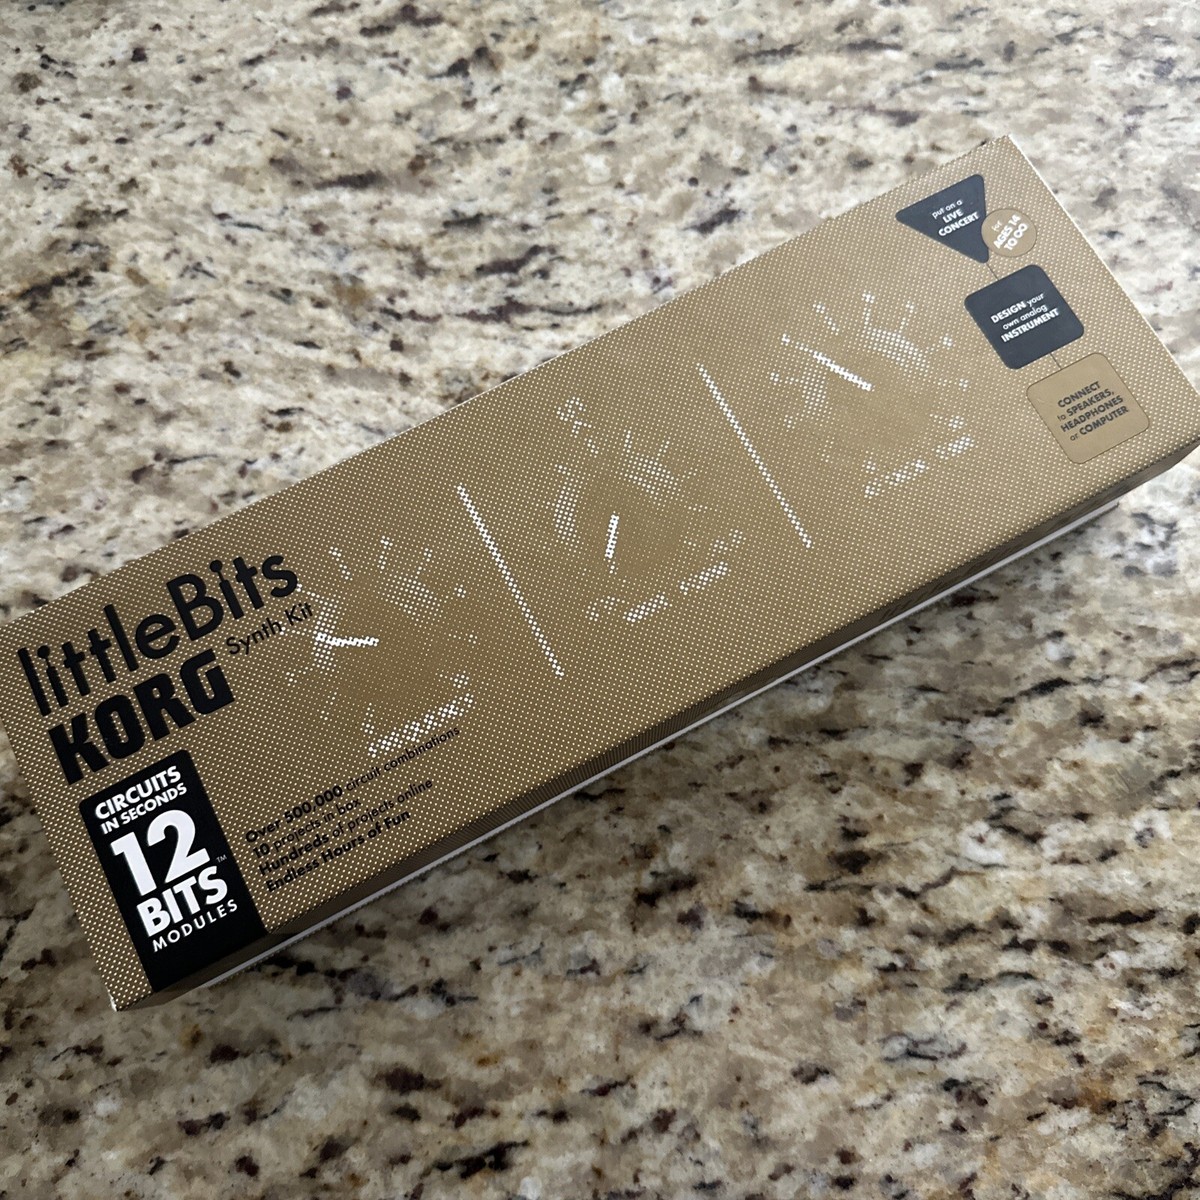 littleBits
Synth Kit
KORG
CIRCUITS
IN SECONDS
12
BITS™
MODULES
Over 500,000 circuit combinations
10 projects in box
Hundreds of projects online
Endless Hours of Fun
put on a
LIVE
CONCERT
for
AGES 14
TO ∞
DESIGN your
own analog
INSTRUMENT
CONNECT
to SPEAKERS,
HEADPHONES
or COMPUTER